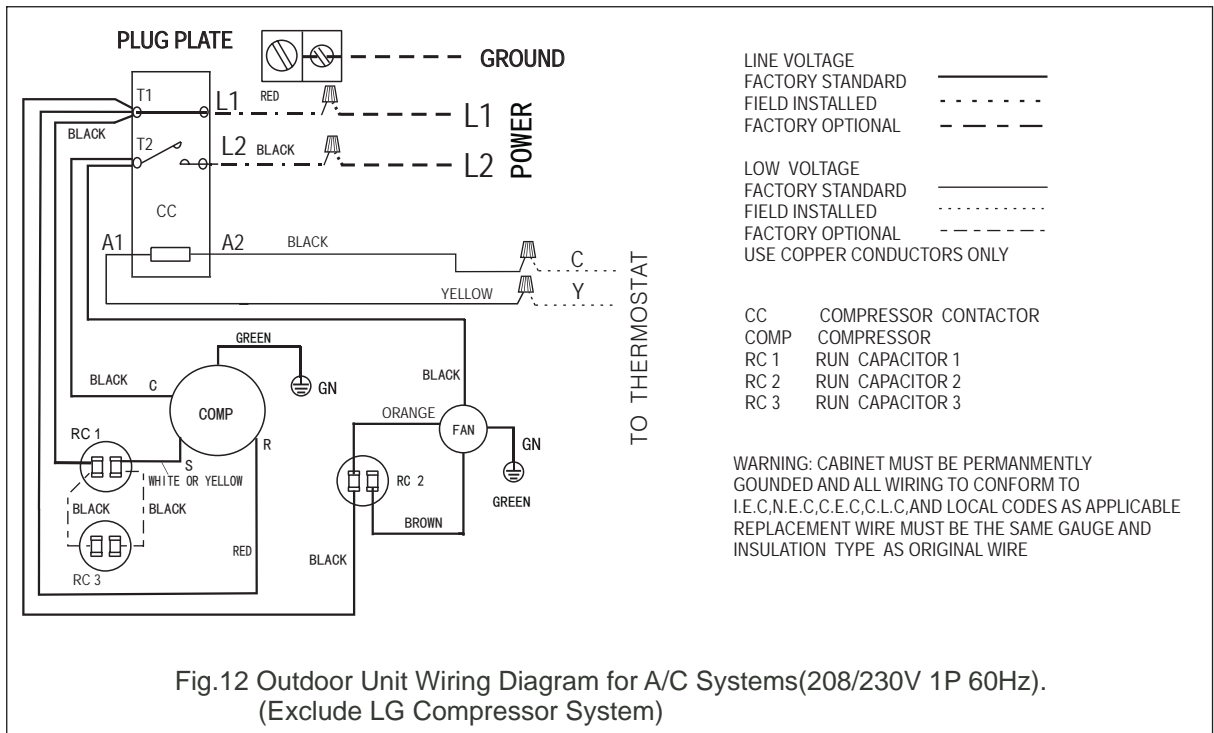 PLUG PLATE
GROUND
T1
L1
RED
L1
BLACK
T2
L2
BLACK
L2
POWER
CC
A1
A2
BLACK
C
YELLOW
Y
TO THERMOSTAT
GREEN
GN
BLACK
C
COMP
BLACK
ORANGE
FAN
GN
GREEN
RC 1
R
S
WHITE OR YELLOW
RC 2
BLACK
BLACK
BROWN
RED
BLACK
RC 3
LINE VOLTAGE
FACTORY STANDARD
FIELD INSTALLED
FACTORY OPTIONAL
LOW VOLTAGE
FACTORY STANDARD
FIELD INSTALLED
FACTORY OPTIONAL
USE COPPER CONDUCTORS ONLY
CC COMPRESSOR CONTACTOR
COMP COMPRESSOR
RC 1 RUN CAPACITOR 1
RC 2 RUN CAPACITOR 2
RC 3 RUN CAPACITOR 3
WARNING: CABINET MUST BE PERMANMENTLY
GOUNDED AND ALL WIRING TO CONFORM TO
I.E.C,N.E.C,C.E.C,C.L.C,AND LOCAL CODES AS APPLICABLE
REPLACEMENT WIRE MUST BE THE SAME GAUGE AND
INSULATION TYPE AS ORIGINAL WIRE
Fig.12 Outdoor Unit Wiring Diagram for A/C Systems(208/230V 1P 60Hz).
(Exclude LG Compressor System)